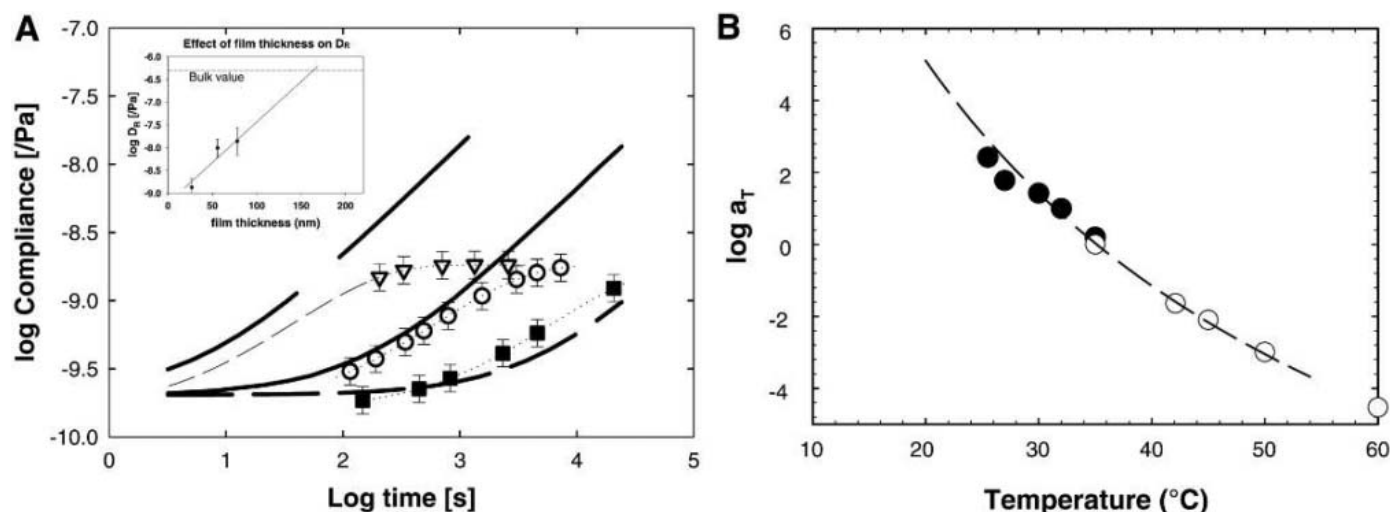 A
log Compliance [/Pa]
-7.0
-7.5
-8.0
-8.5
-9.0
-9.5
-10.0
0 1 2 3 4 5
Log time [s]
Effect of film thickness on DR
log DR [/Pa]
-6.0
-6.5
-7.0
-7.5
-8.0
-8.5
-9.0
Bulk value
0 50 100 150 200
film thickness (nm)
B
log aT
6
4
2
0
-2
-4
10 20 30 40 50 60
Temperature (°C)